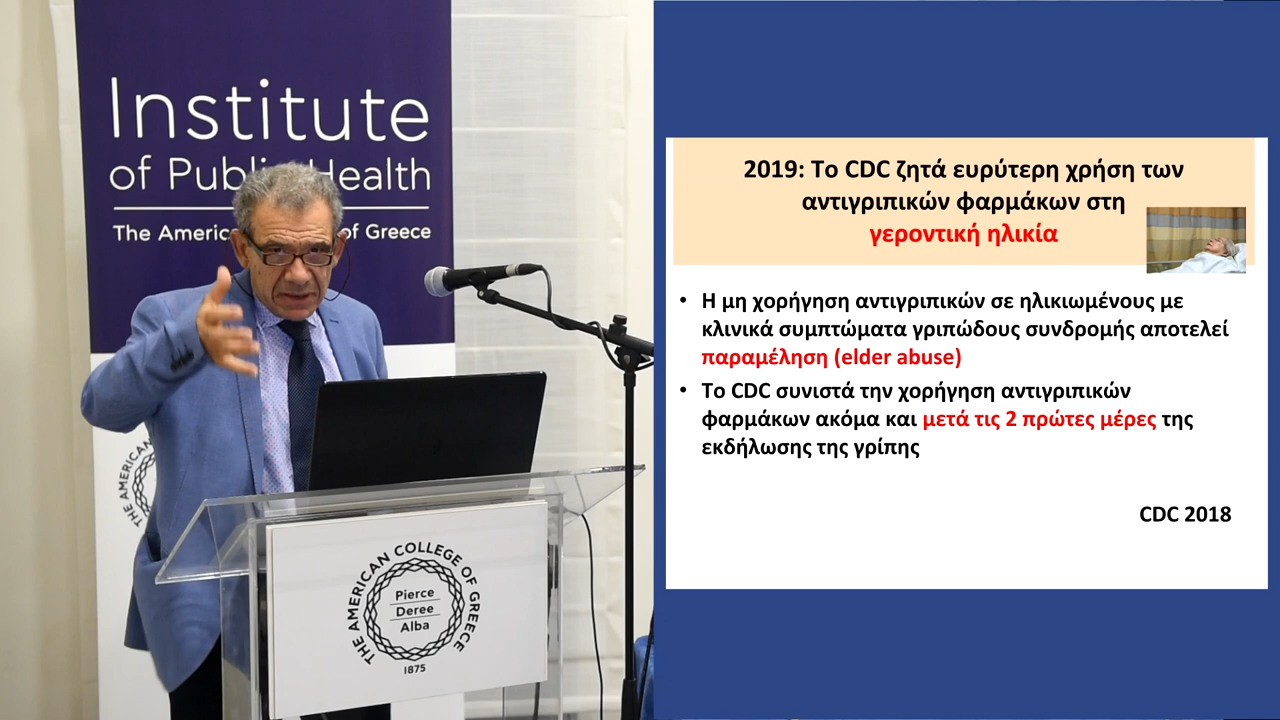 Institute
of Public Health
The American of Greece
THE AMERICAN
THE AMERICAN COLLEGE OF GREECE
Pierce
Deree
Alba
1875
2019: Το CDC ζητά ευρύτερη χρήση των
αντιγριπικών φαρμάκων στη
γεροντική ηλικία
• Η μη χορήγηση αντιγριπικών σε ηλικιωμένους με
κλινικά συμπτώματα γριπώδους συνδρομής αποτελεί
παραμέληση (elder abuse)
• Το CDC συνιστά την χορήγηση αντιγριπικών
φαρμάκων ακόμα και μετά τις 2 πρώτες μέρες της
εκδήλωσης της γρίπης
CDC 2018